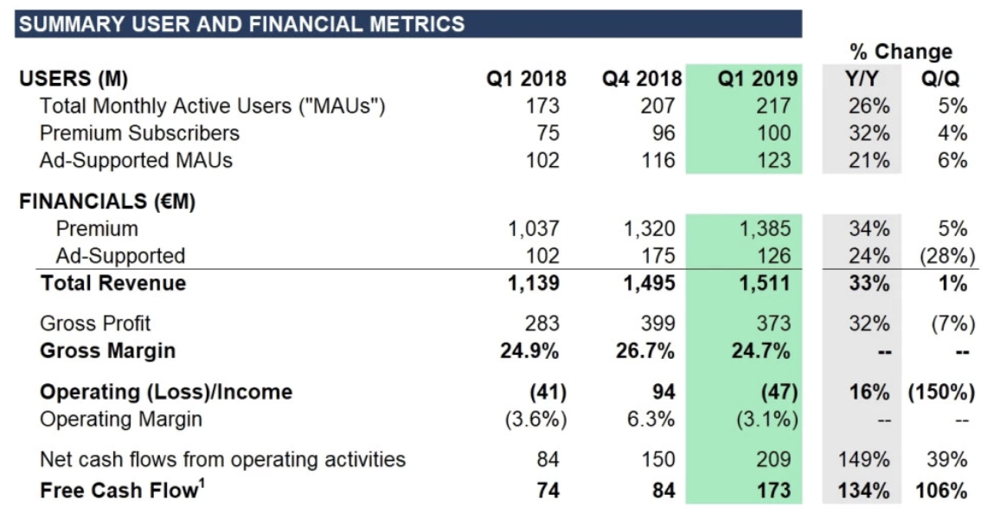 SUMMARY USER AND FINANCIAL METRICS
% Change
USERS (M) Q1 2018 Q4 2018 Q1 2019 Y/Y Q/Q
Total Monthly Active Users ("MAUs") 173 207 217 26% 5%
Premium Subscribers 75 96 100 32% 4%
Ad-Supported MAUs 102 116 123 21% 6%
FINANCIALS (€M)
Premium 1,037 1,320 1,385 34% 5%
Ad-Supported 102 175 126 24% (28%)
Total Revenue 1,139 1,495 1,511 33% 1%
Gross Profit 283 399 373 32% (7%)
Gross Margin 24.9% 26.7% 24.7% -- --
Operating (Loss)/Income (41) 94 (47) 16% (150%)
Operating Margin (3.6%) 6.3% (3.1%) -- --
Net cash flows from operating activities 84 150 209 149% 39%
Free Cash Flow¹ 74 84 173 134% 106%